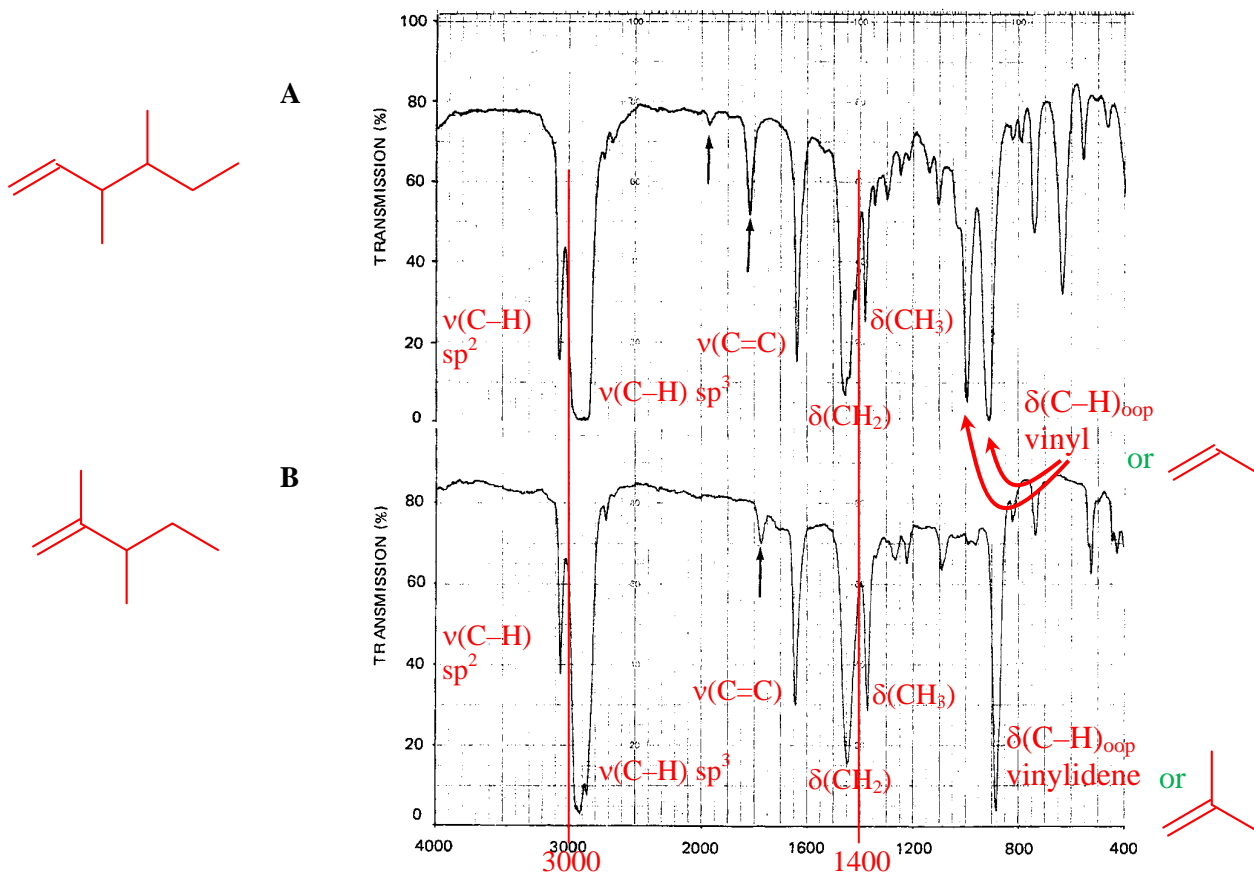 A
100
80
60
40
20
0
TRANSMISSION (%)
ν(C–H)
sp²
ν(C–H) sp³
ν(C=C)
δ(CH₂)
δ(CH₃)
δ(C–H)ₒₒₚ
vinyl
or
B
80
60
40
20
0
TRANSMISSION (%)
ν(C–H)
sp²
ν(C–H) sp³
ν(C=C)
δ(CH₂)
δ(CH₃)
δ(C–H)ₒₒₚ
vinylidene
or
4000
3000
2000
1600
1200
800
400
3000
1400